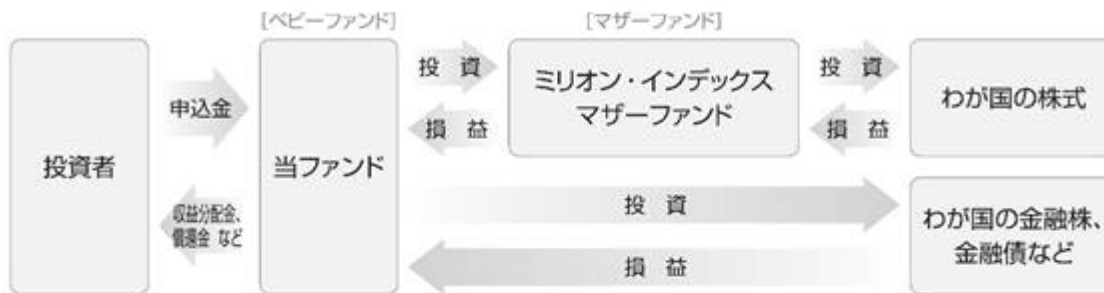 [ベビーファンド]
[マザーファンド]
投資者
申込金
収益分配金、
償還金 など
当ファンド
投 資
損 益
ミリオン・インデックス
マザーファンド
投 資
損 益
わが国の株式
投 資
損 益
わが国の金融株、
金融債など